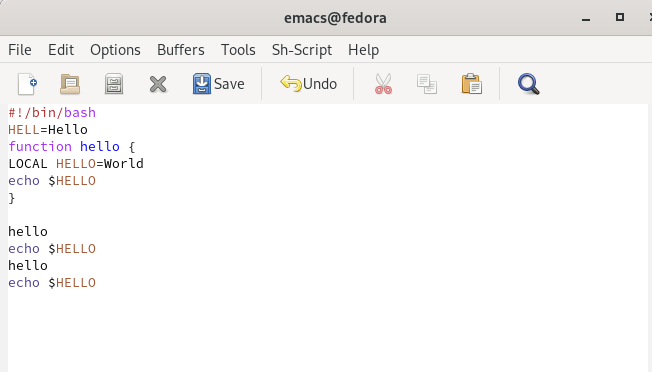 emacs@fedora
File Edit Options Buffers Tools Sh-Script Help
Save Undo
#!/bin/bash
HELL=Hello
function hello {
LOCAL HELLO=World
echo $HELLO
}
hello
echo $HELLO
hello
echo $HELLO